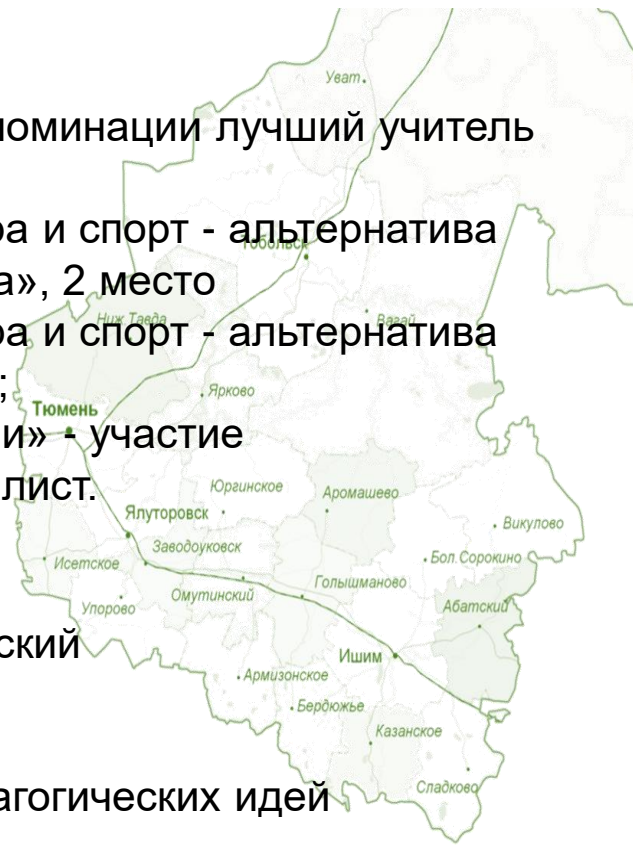 Уват
номинации лучший учитель
ра и спорт - альтернатива
Тобольск
а», 2 место
Ниж Тавда
Вагай
ра и спорт - альтернатива
;
Ярково
Тюмень
и» - участие
лист.
Юргинское
Аромашево
Ялуторовск
Викулово
Заводоуковск
Бол.Сорокино
Исетское
Голышманово
Омутинский
Абатский
Упорово
ский
Ишим
Армизонское
Бердюжье
Казанское
Сладково
агогических идей